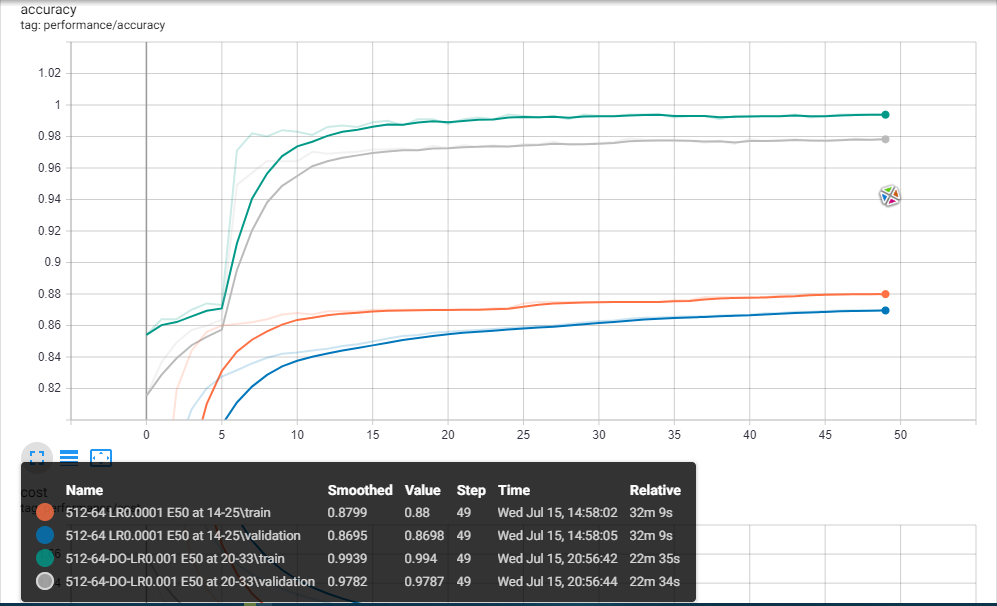 accuracy
tag: performance/accuracy
1.02
1
0.98
0.96
0.94
0.92
0.9
0.88
0.86
0.84
0.82
0 5 10 15 20 25 30 35 40 45 50
cost
Name Smoothed Value Step Time Relative
512-64 LR0.0001 E50 at 14-25\train 0.8799 0.88 49 Wed Jul 15, 14:58:02 32m 9s
512-64 LR0.0001 E50 at 14-25\validation 0.8695 0.8698 49 Wed Jul 15, 14:58:05 32m 9s
512-64-DO-LR0.001 E50 at 20-33\train 0.9939 0.994 49 Wed Jul 15, 20:56:42 22m 35s
512-64-DO-LR0.001 E50 at 20-33\validation 0.9782 0.9787 49 Wed Jul 15, 20:56:44 22m 34s